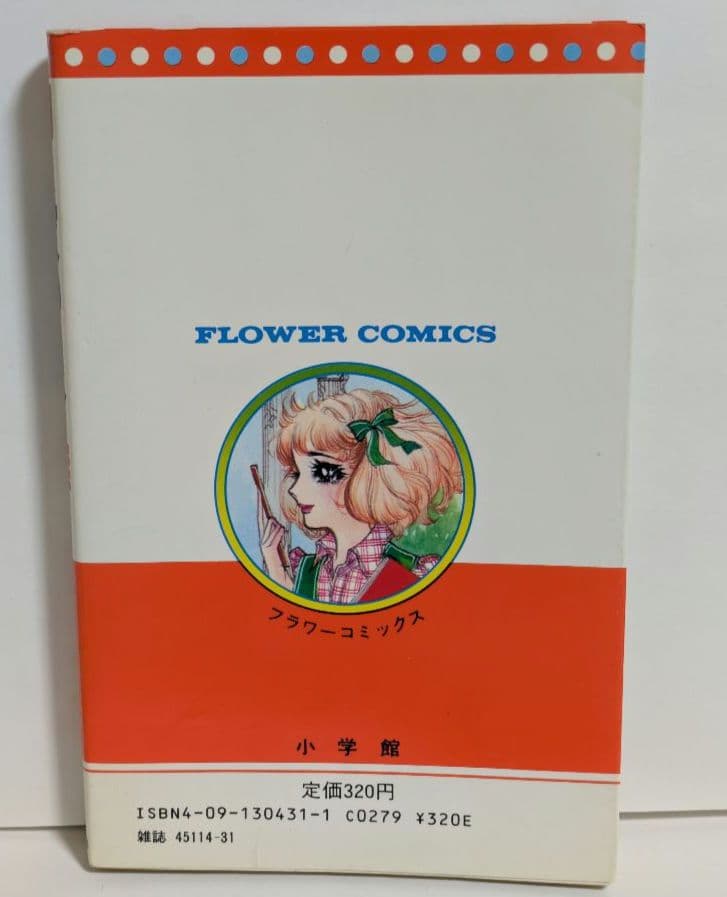 FLOWER COMICS
フラワーコミックス
小学館
定価320円
ISBN4-09-130431-1 C0279 ¥320E
雑誌 45114-31